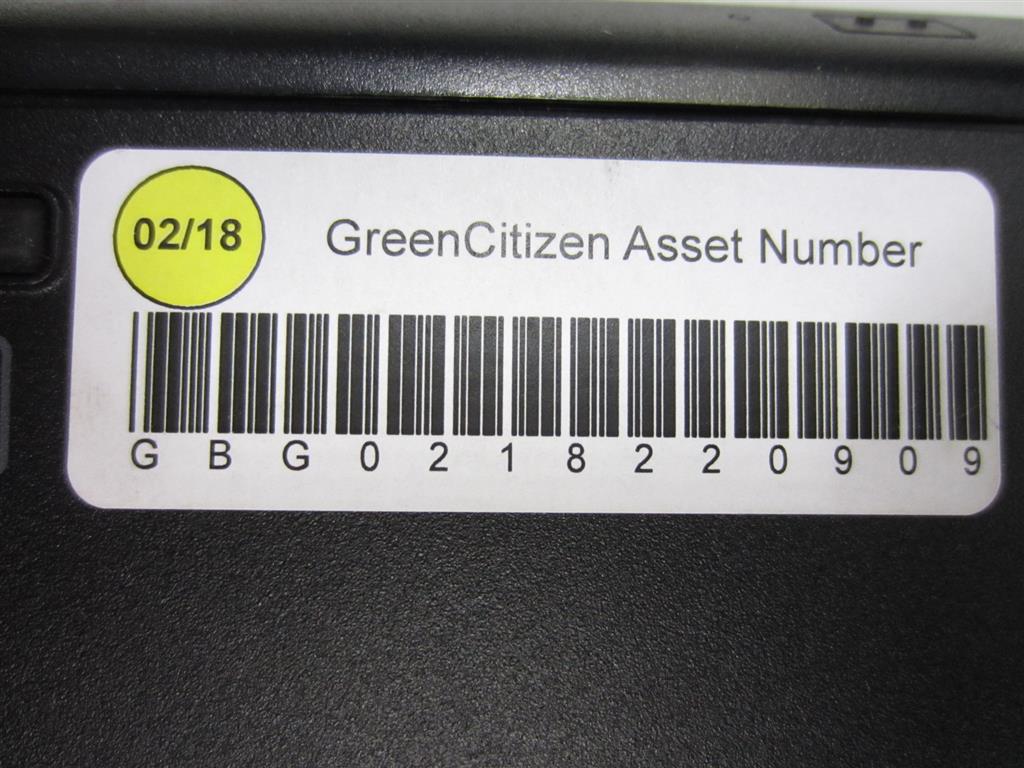 02/18
GreenCitizen Asset Number
G B G 0 2 1 8 2 2 0 9 0 9